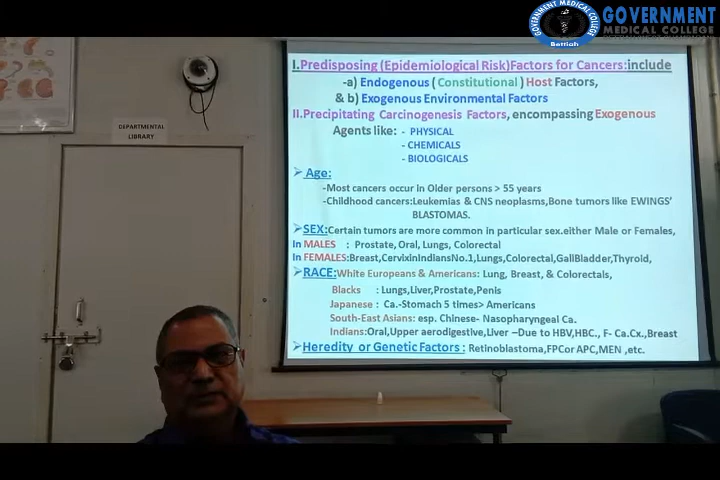 GOVERNMENT MEDICAL COLLEGE
Bettiah
GOVERNMENT
MEDICAL COLLEGE
DEPARTMENTAL
LIBRARY
I.Predisposing (Epidemiological Risk)Factors for Cancers:include
-a) Endogenous ( Constitutional ) Host Factors,
& b) Exogenous Environmental Factors
II.Precipitating Carcinogenesis Factors, encompassing Exogenous
Agents like: - PHYSICAL
- CHEMICALS
- BIOLOGICALS
➢ Age:
-Most cancers occur in Older persons > 55 years
-Childhood cancers:Leukemias & CNS neoplasms,Bone tumors like EWINGS'
BLASTOMAS.
➢ SEX:Certain tumors are more common in particular sex.either Male or Females,
In MALES : Prostate, Oral, Lungs, Colorectal
In FEMALES:Breast,CervixinIndiansNo.1,Lungs,Colorectal,GallBladder,Thyroid,
➢ RACE:White Europeans & Americans: Lung, Breast, & Colorectals,
Blacks : Lungs,Liver,Prostate,Penis
Japanese : Ca.-Stomach 5 times> Americans
South-East Asians: esp. Chinese- Nasopharyngeal Ca.
Indians:Oral,Upper aerodigestive,Liver –Due to HBV,HBC., F- Ca.Cx.,Breast
➢ Heredity or Genetic Factors : Retinoblastoma,FPCor APC,MEN ,etc.